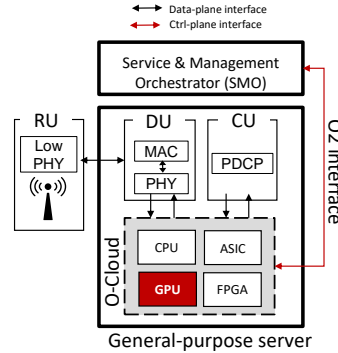 Data-plane interface
Ctrl-plane interface
Service & Management
Orchestrator (SMO)
RU
DU
CU
Low
PHY
MAC
PHY
PDCP
O2 interface
O-Cloud
CPU
ASIC
GPU
FPGA
General-purpose server